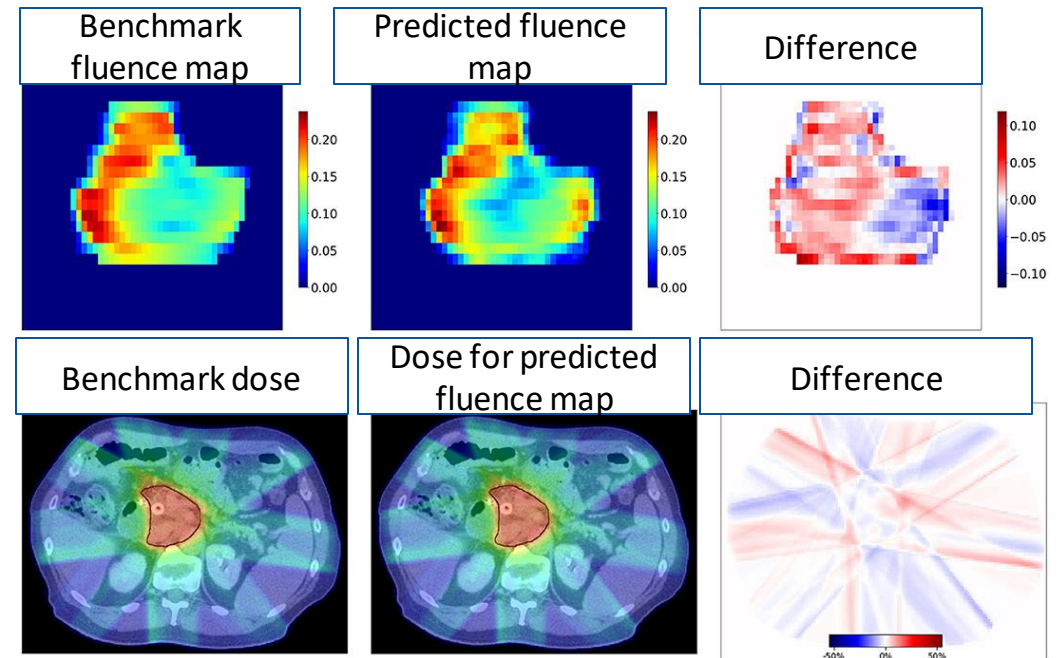 Benchmark
fluence map
Predicted fluence
map
Difference
0.20
0.15
0.10
0.05
0.00
0.20
0.15
0.10
0.05
0.00
0.10
0.05
0.00
−0.05
−0.10
Benchmark dose
Dose for predicted
fluence map
Difference
-50% 0% 50%